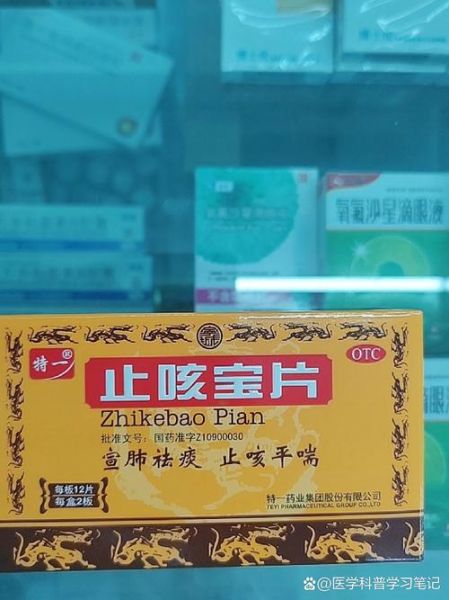 氧氟沙星滴眼液
特一®
OTC
止咳宝片
Zhikebao Pian
批准文号：国药准字Z10900030
宣肺祛痰 止咳平喘
每板12片
每盒2板
特一药业集团股份有限公司
TEYI PHARMACEUTICAL GROUP CO.,LTD
@医学科普学习笔记